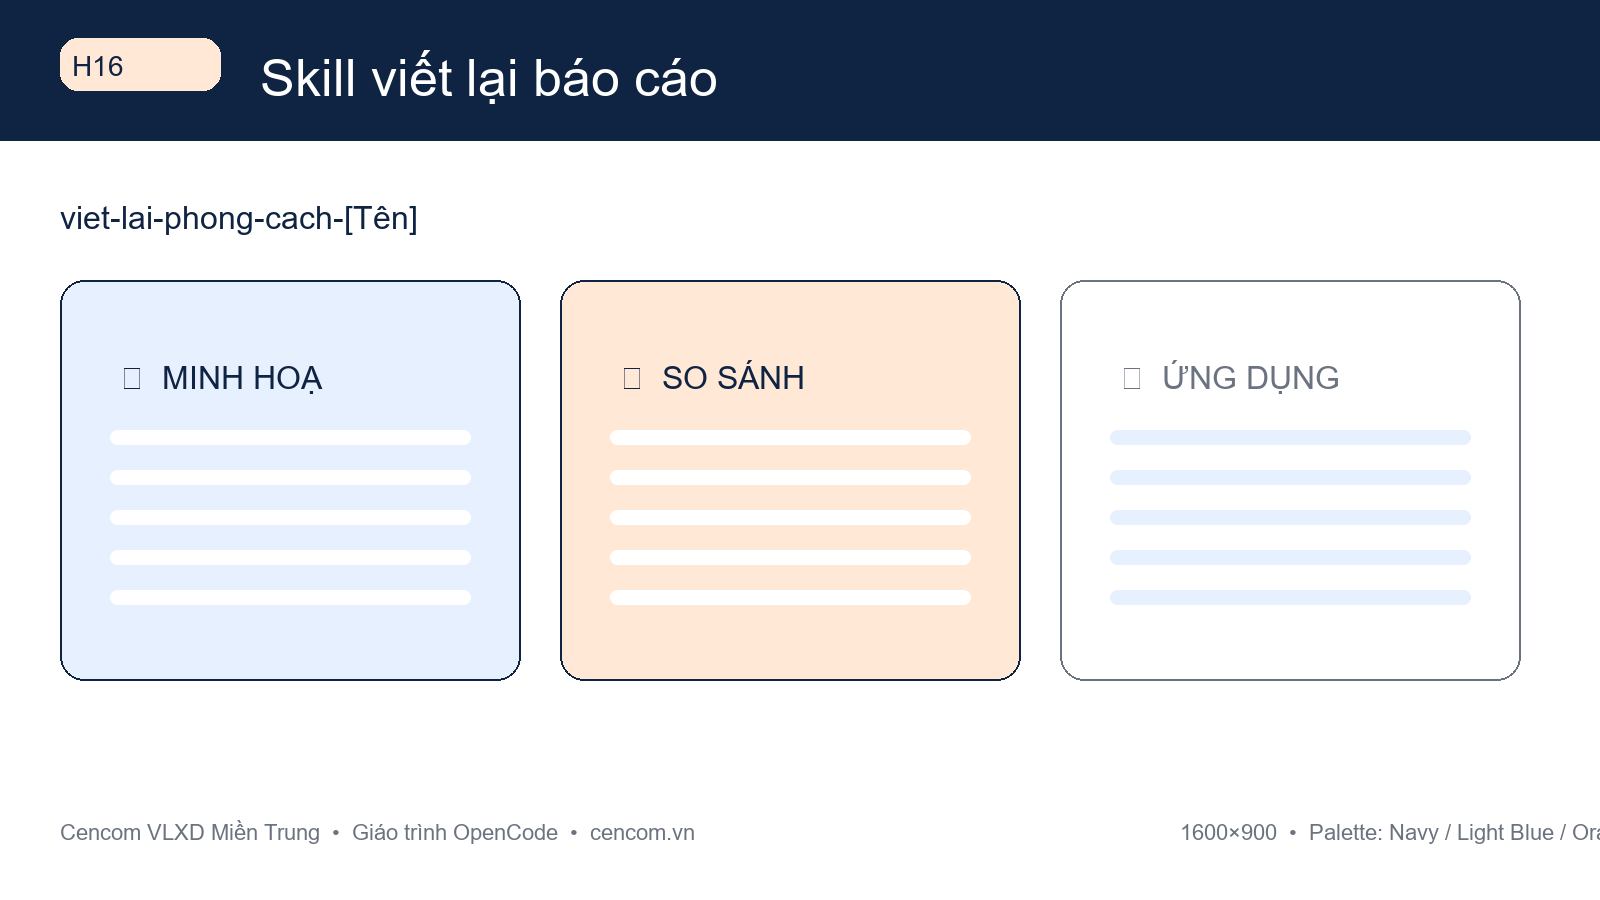 H16
Skill viết lại báo cáo
viet-lai-phong-cach-[Tên]
MINH HOẠ
SO SÁNH
ỨNG DỤNG
Cencom VLXD Miền Trung • Giáo trình OpenCode • cencom.vn
1600×900 • Palette: Navy / Light Blue / Ora